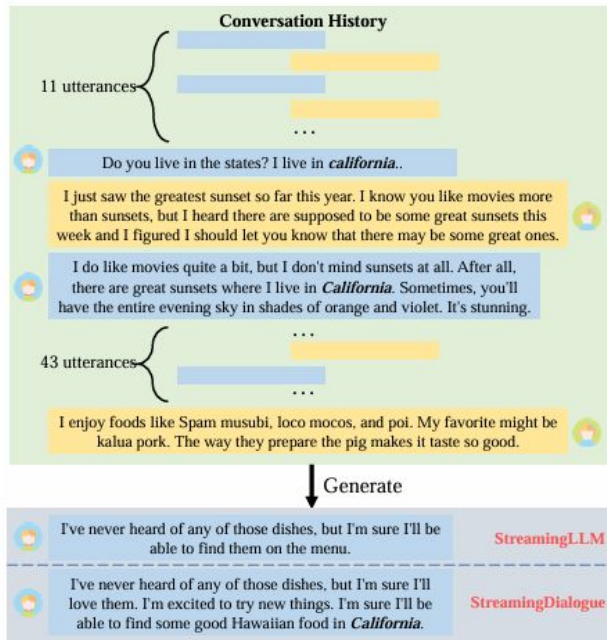 Conversation History
11 utterances
...
Do you live in the states? I live in california..
I just saw the greatest sunset so far this year. I know you like movies more
than sunsets, but I heard there are supposed to be some great sunsets this
week and I figured I should let you know that there may be some great ones.
I do like movies quite a bit, but I don't mind sunsets at all. After all,
there are great sunsets where I live in California. Sometimes, you'll
have the entire evening sky in shades of orange and violet. It's stunning.
...
43 utterances
...
I enjoy foods like Spam musubi, loco mocos, and poi. My favorite might be
kalua pork. The way they prepare the pig makes it taste so good.
Generate
I've never heard of any of those dishes, but I'm sure I'll be
able to find them on the menu.
StreamingLLM
I've never heard of any of those dishes, but I'm sure I'll
love them. I'm excited to try new things. I'm sure I'll be
able to find some good Hawaiian food in California.
StreamingDialogue